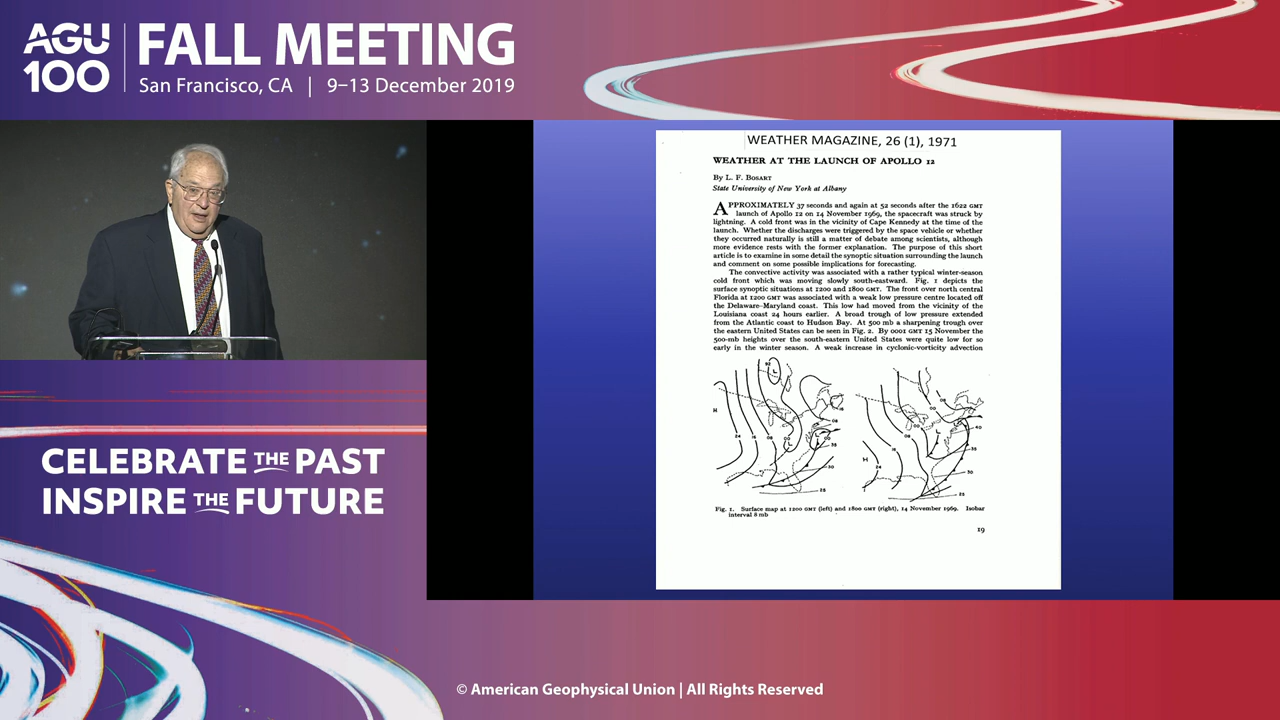 AGU
100
FALL MEETING
San Francisco, CA | 9–13 December 2019
WEATHER MAGAZINE, 26 (1), 1971
WEATHER AT THE LAUNCH OF APOLLO 12
By L. F. BOSART
State University of New York at Albany
APPROXIMATELY 37 seconds and again at 52 seconds after the 1622 GMT
launch of Apollo 12 on 14 November 1969, the spacecraft was struck by
lightning. A cold front was in the vicinity of Cape Kennedy at the time of the
launch. Whether the discharges were triggered by the space vehicle or whether
they occurred naturally is still a matter of debate among scientists, although
more evidence rests with the former explanation. The purpose of this short
article is to examine in some detail the synoptic situation surrounding the launch
and comment on some possible implications for forecasting.
The convective activity was associated with a rather typical winter-season
cold front which was moving slowly south-eastward. Fig. 1 depicts the
surface synoptic situations at 1200 and 1800 GMT. The front over north central
Florida at 1200 GMT was associated with a weak low pressure centre located off
the Delaware–Maryland coast. This low had moved from the vicinity of the
Louisiana coast 24 hours earlier. A broad trough of low pressure extended
from the Atlantic coast to Hudson Bay. At 500 mb a sharpening trough over
the eastern United States can be seen in Fig. 2. By 0001 GMT 15 November the
500-mb heights over the south-eastern United States were quite low for so
early in the winter season. A weak increase in cyclonic-vorticity advection
Fig. 1. Surface map at 1200 GMT (left) and 1800 GMT (right), 14 November 1969. Isobar
interval 8 mb
19
CELEBRATE THE PAST
INSPIRE THE FUTURE
© American Geophysical Union | All Rights Reserved